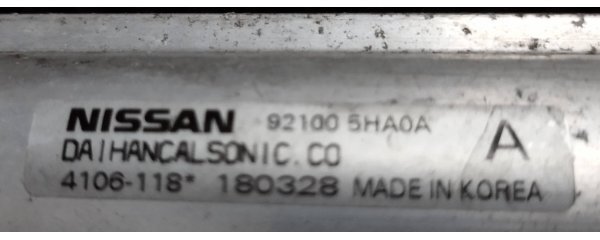 NISSAN 92100 5HA0A A
DAIHANCALSONIC.CO
4106-118* 180328 MADE IN KOREA